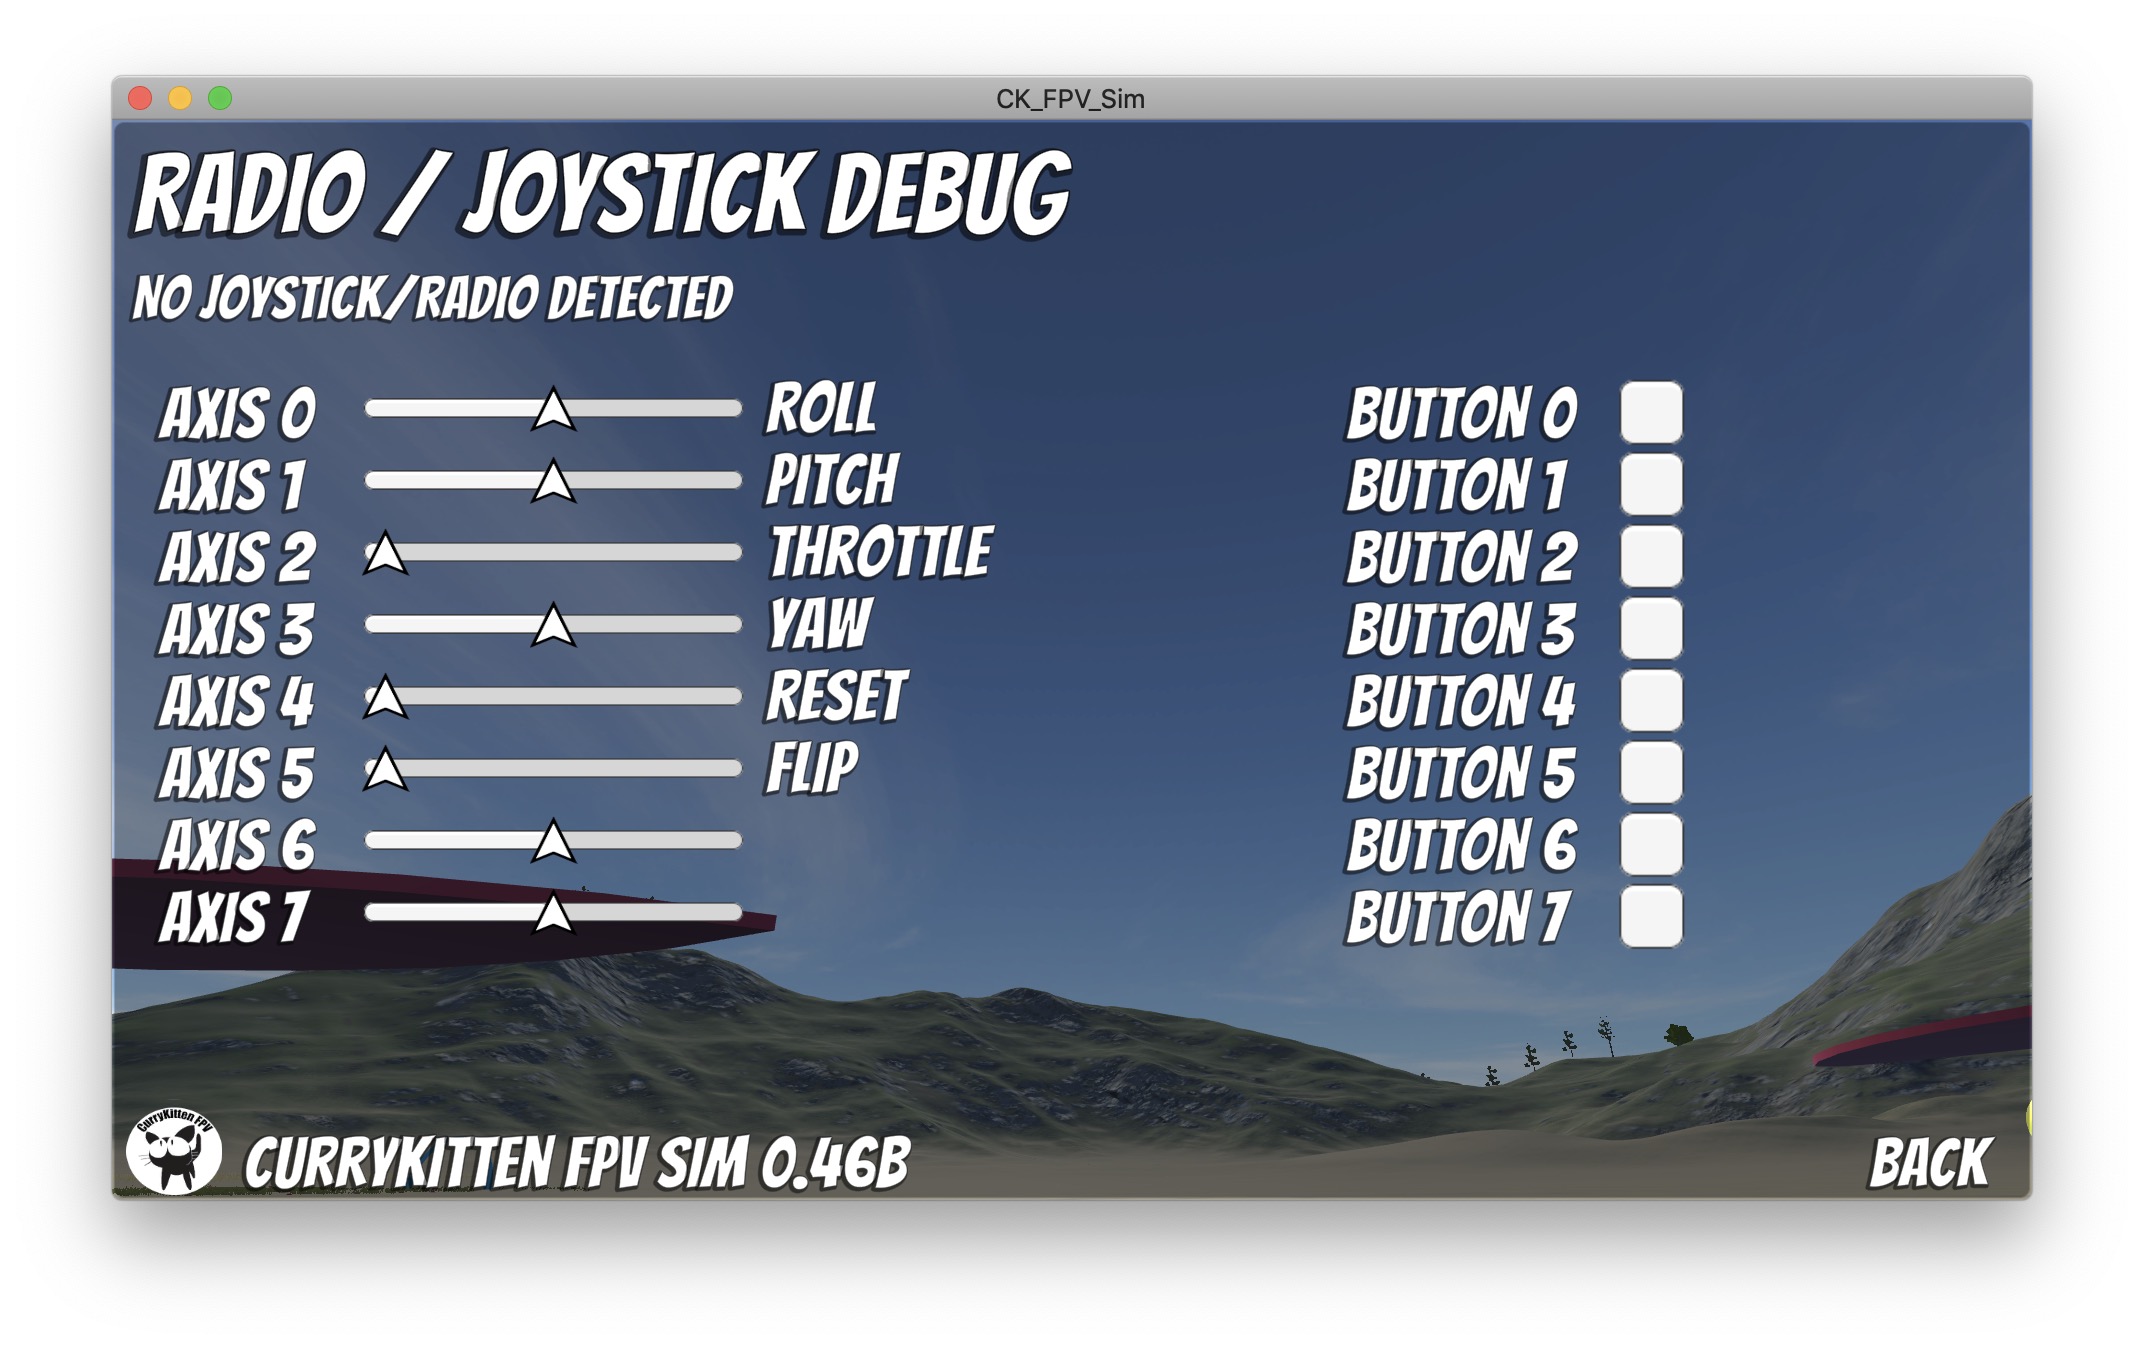 CK_FPV_Sim
RADIO / JOYSTICK DEBUG
NO JOYSTICK/RADIO DETECTED
AXIS 0 ROLL
AXIS 1 PITCH
AXIS 2 THROTTLE
AXIS 3 YAW
AXIS 4 RESET
AXIS 5 FLIP
AXIS 6
AXIS 7
BUTTON 0
BUTTON 1
BUTTON 2
BUTTON 3
BUTTON 4
BUTTON 5
BUTTON 6
BUTTON 7
CurryKitten FPV
CURRYKITTEN FPV SIM 0.46B
BACK